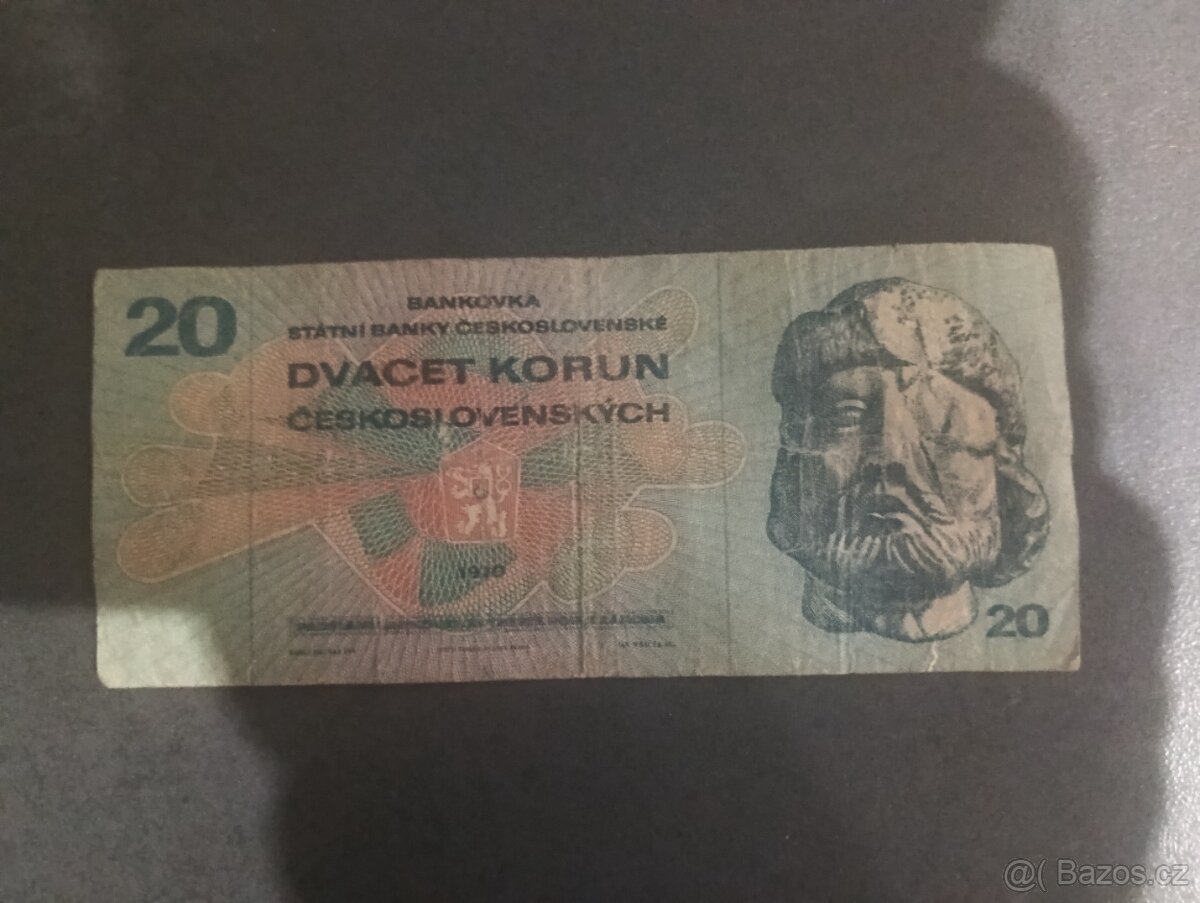 20
BANKOVKA
STÁTNÍ BANKY ČESKOSLOVENSKÉ
DVACET KORUN
ČESKOSLOVENSKÝCH
1970
20
@( Bazos.cz